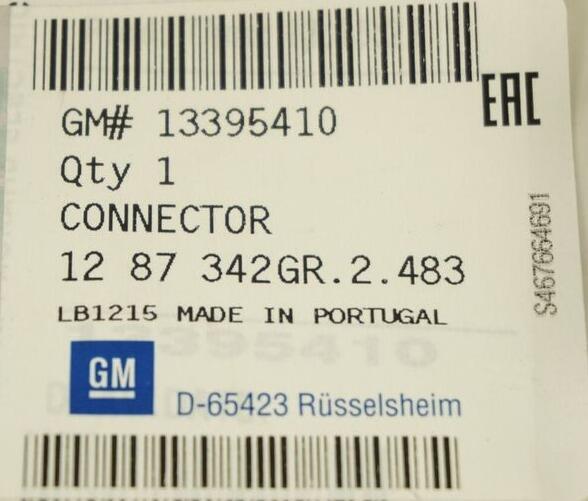 EAC
GM# 13395410
Qty 1
CONNECTOR
12 87 342GR.2.483
LB1215 MADE IN PORTUGAL
S467664691
13395410
GM
D-65423 Rüsselsheim